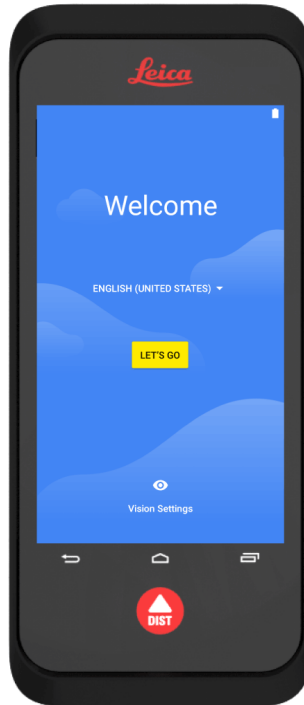 Leica
Welcome
ENGLISH (UNITED STATES)
LET'S GO
Vision Settings
DIST